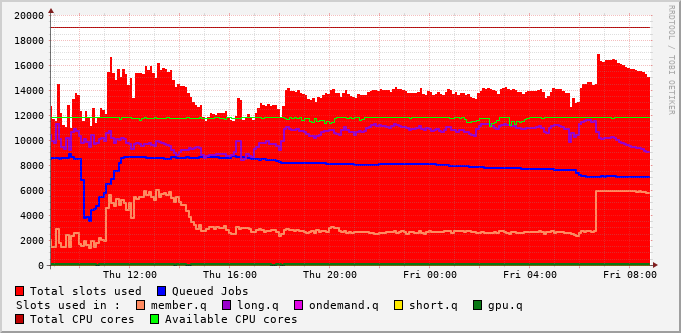 20000
18000
16000
14000
12000
10000
8000
6000
4000
2000
0
Thu 12:00 Thu 16:00 Thu 20:00 Fri 00:00 Fri 04:00 Fri 08:00
RRDTOOL / TOBI OETIKER
Total slots used Queued Jobs
Slots used in : member.q long.q ondemand.q short.q gpu.q
Total CPU cores Available CPU cores